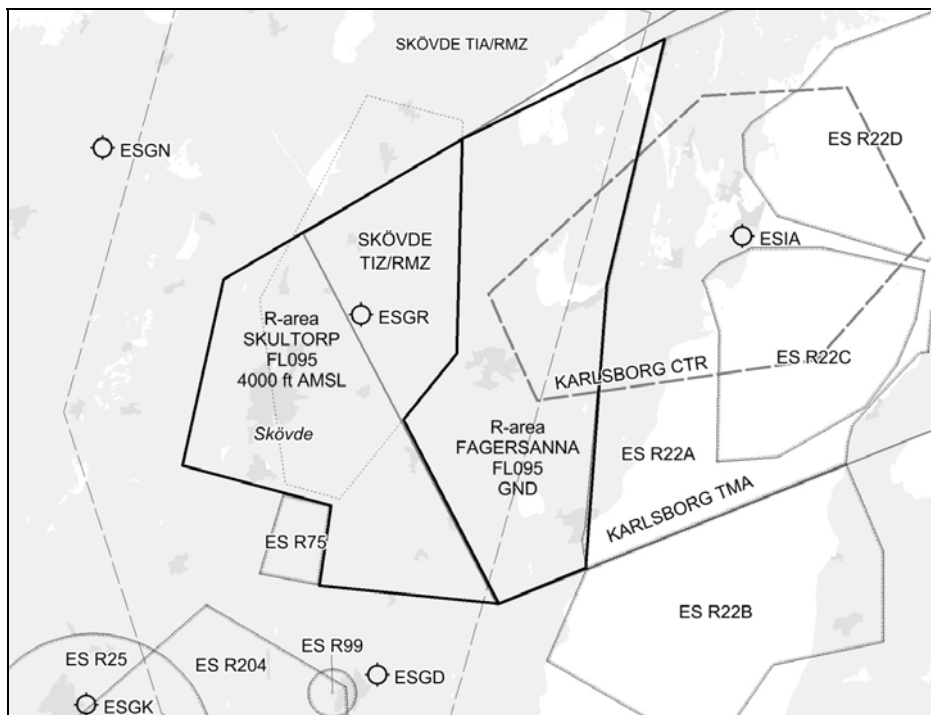 SKÖVDE TIA/RMZ
ES R22D
ESGN
ESIA
SKÖVDE
TIZ/RMZ
ESGR
R-area
SKULTORP
FL095
4000 ft AMSL
ES R22C
KARLSBORG CTR
Skövde
R-area
FAGERSANNA
FL095
GND
ES R22A
KARLSBORG TMA
ES R75
ES R22B
ES R99
ES R25
ES R204
ESGD
ESGK